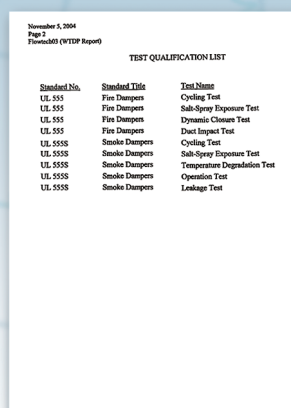 November 5, 2004
Page 2
Flowtech03 (WTDP Report)
TEST QUALIFICATION LIST
Standard No. Standard Title Test Name
UL 555 Fire Dampers Cycling Test
UL 555 Fire Dampers Salt-Spray Exposure Test
UL 555 Fire Dampers Dynamic Closure Test
UL 555 Fire Dampers Duct Impact Test
UL 555S Smoke Dampers Cycling Test
UL 555S Smoke Dampers Salt-Spray Exposure Test
UL 555S Smoke Dampers Temperature Degradation Test
UL 555S Smoke Dampers Operation Test
UL 555S Smoke Dampers Leakage Test